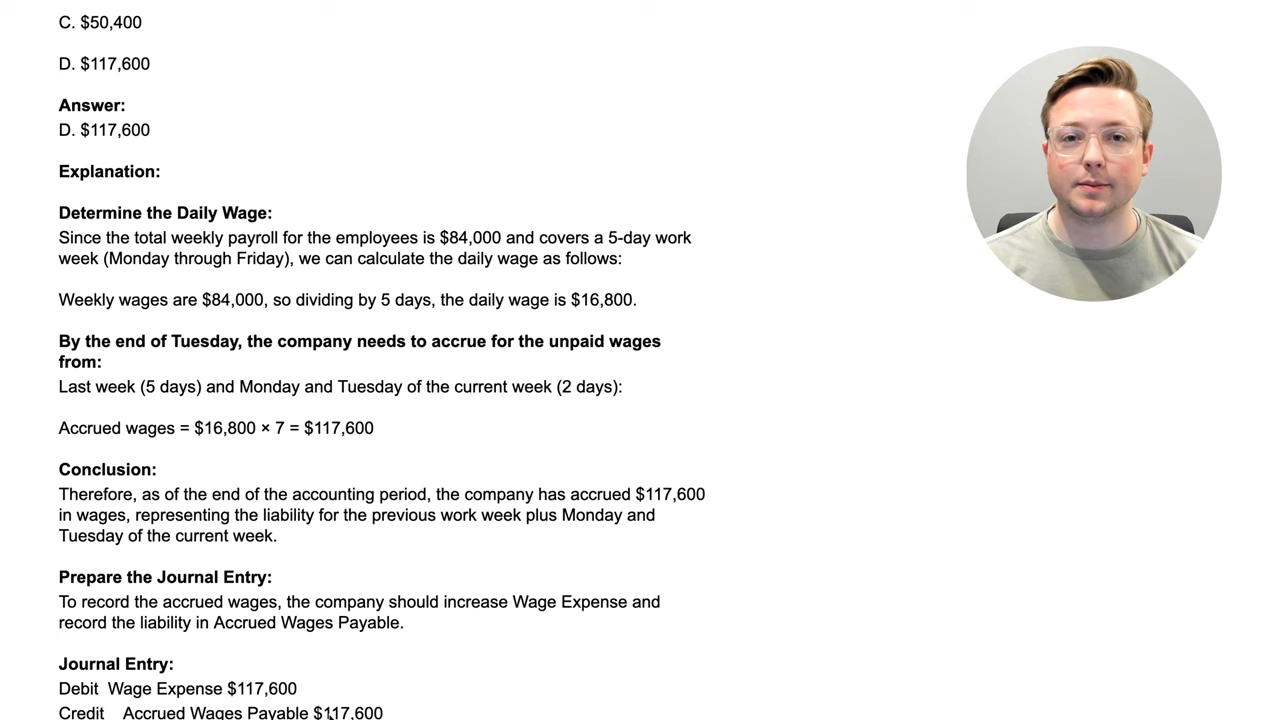 C. $50,400
D. $117,600
Answer:
D. $117,600
Explanation:
Determine the Daily Wage:
Since the total weekly payroll for the employees is $84,000 and covers a 5-day work
week (Monday through Friday), we can calculate the daily wage as follows:
Weekly wages are $84,000, so dividing by 5 days, the daily wage is $16,800.
By the end of Tuesday, the company needs to accrue for the unpaid wages
from:
Last week (5 days) and Monday and Tuesday of the current week (2 days):
Accrued wages = $16,800 × 7 = $117,600
Conclusion:
Therefore, as of the end of the accounting period, the company has accrued $117,600
in wages, representing the liability for the previous work week plus Monday and
Tuesday of the current week.
Prepare the Journal Entry:
To record the accrued wages, the company should increase Wage Expense and
record the liability in Accrued Wages Payable.
Journal Entry:
Debit Wage Expense $117,600
Credit Accrued Wages Payable $117,600